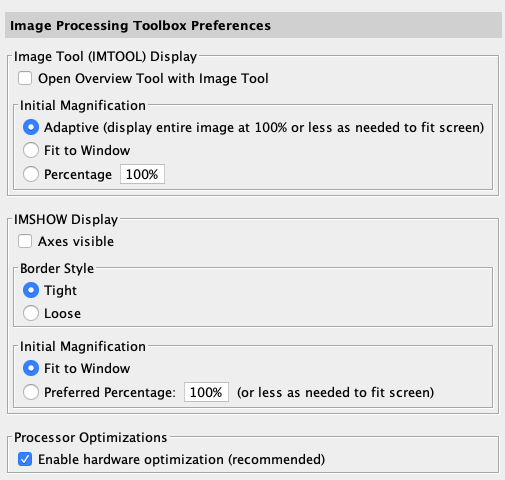 Image Processing Toolbox Preferences
Image Tool (IMTOOL) Display
Open Overview Tool with Image Tool
Initial Magnification
Adaptive (display entire image at 100% or less as needed to fit screen)
Fit to Window
Percentage 100%
IMSHOW Display
Axes visible
Border Style
Tight
Loose
Initial Magnification
Fit to Window
Preferred Percentage: 100% (or less as needed to fit screen)
Processor Optimizations
Enable hardware optimization (recommended)